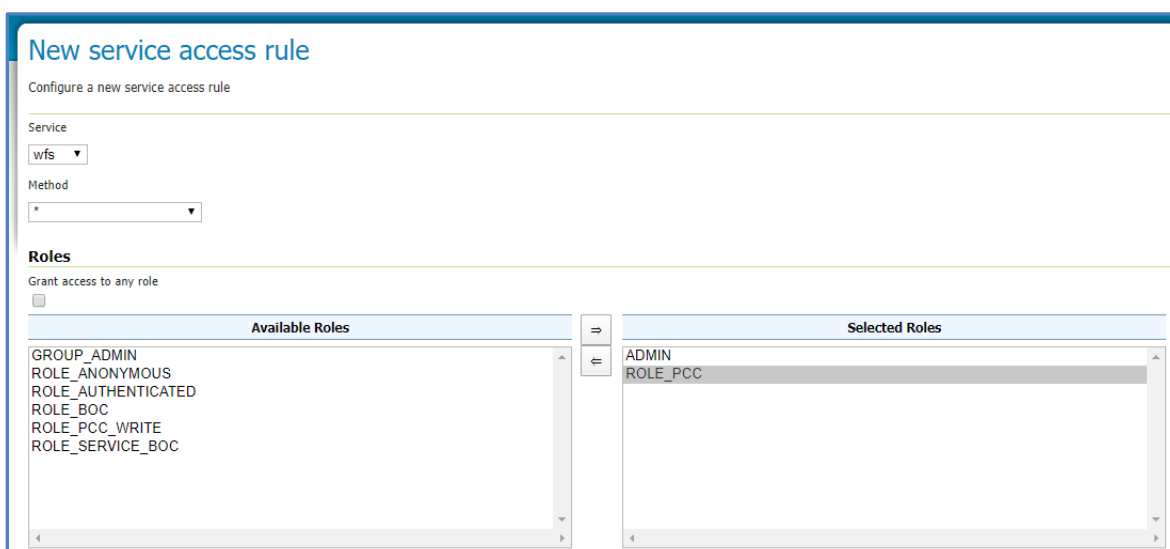 New service access rule
Configure a new service access rule
Service
wfs
Method
*
Roles
Grant access to any role
Available Roles
GROUP_ADMIN
ROLE_ANONYMOUS
ROLE_AUTHENTICATED
ROLE_BOC
ROLE_PCC_WRITE
ROLE_SERVICE_BOC
⇒
⇐
Selected Roles
ADMIN
ROLE_PCC